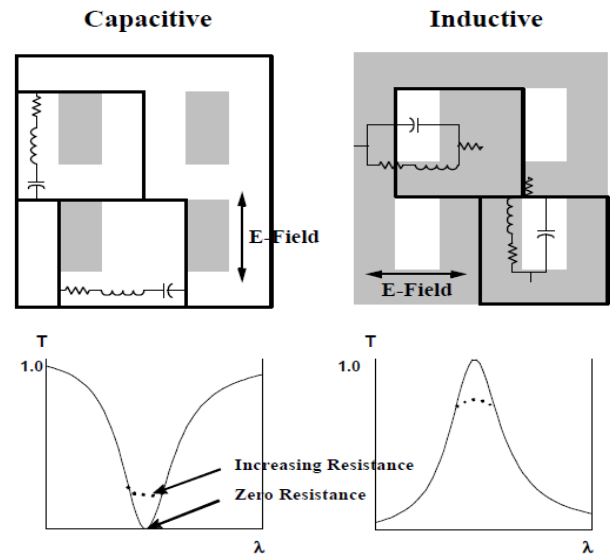 Capacitive
Inductive
E-Field
E-Field
T
1.0
Increasing Resistance
Zero Resistance
λ
T
1.0
λ